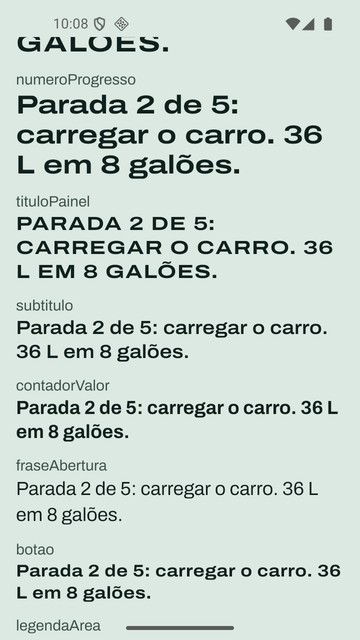 10:08
GALÕES.
numeroProgresso
Parada 2 de 5:
carregar o carro. 36
L em 8 galões.
tituloPainel
PARADA 2 DE 5:
CARREGAR O CARRO. 36
L EM 8 GALÕES.
subtitulo
Parada 2 de 5: carregar o carro.
36 L em 8 galões.
contadorValor
Parada 2 de 5: carregar o carro. 36 L
em 8 galões.
fraseAbertura
Parada 2 de 5: carregar o carro. 36 L
em 8 galões.
botao
Parada 2 de 5: carregar o carro. 36
L em 8 galões.
legendaArea